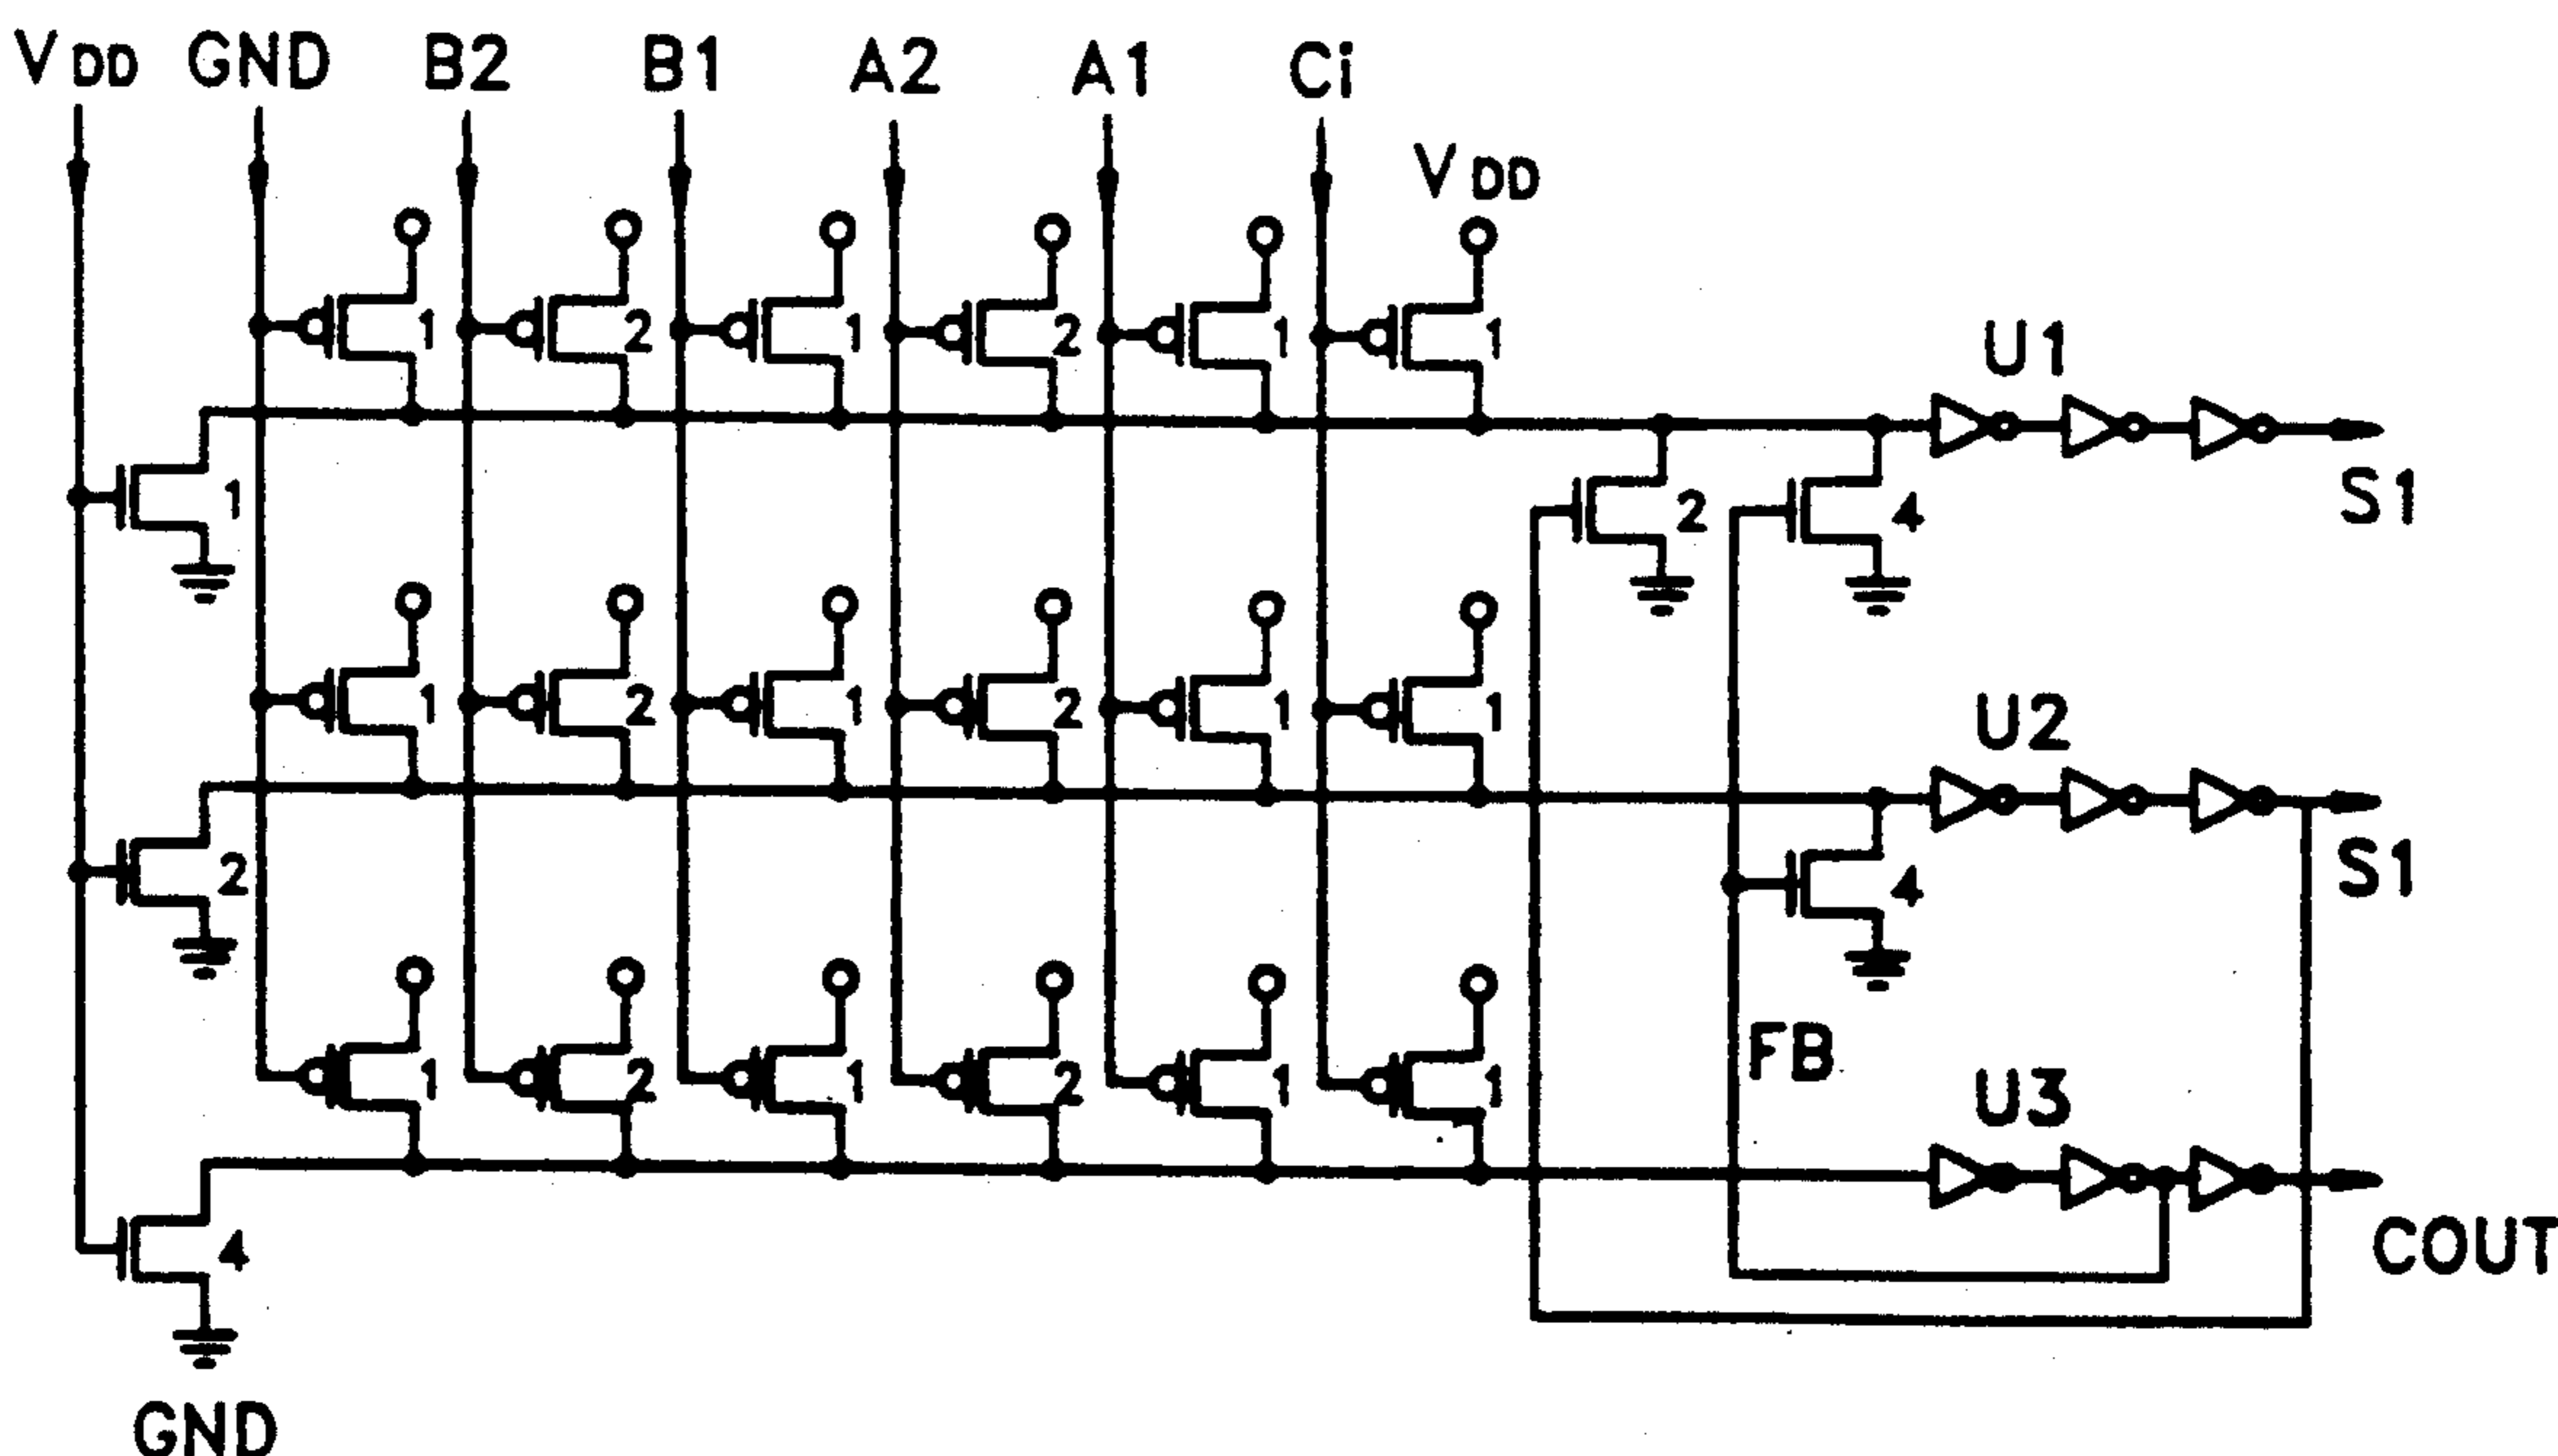 VDD GND B2 B1 A2 A1 Ci
VDD
1 2 1 2 1 1
U1
S1
1
2 4
1 2 1 2 1 1
U2
S1
2
4
FB
1 2 1 2 1 1
U3
COUT
4
GND